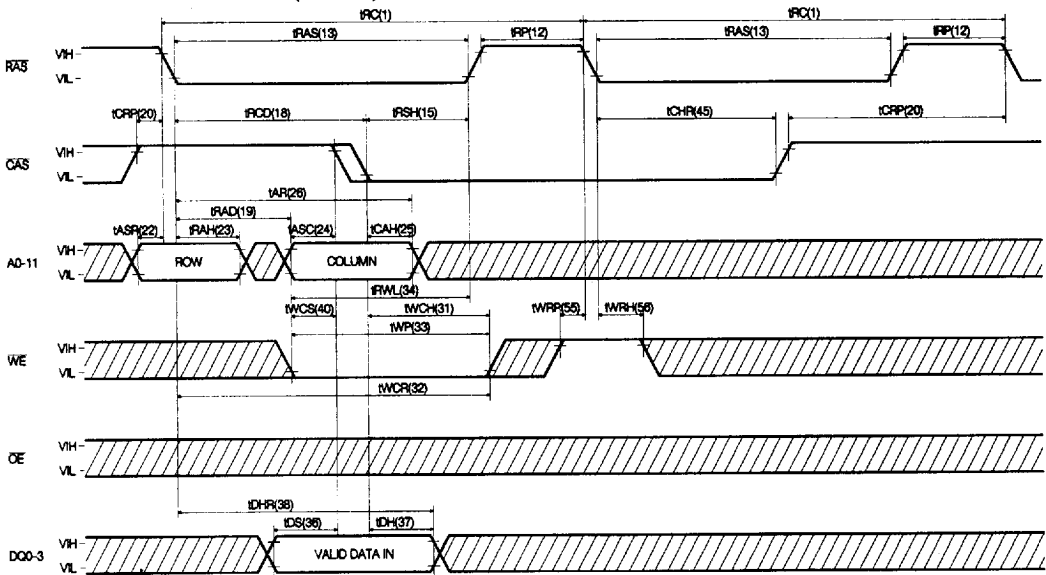 tRC(1) tRC(1)
tRAS(13) tRP(12) tRAS(13) tRP(12)
RAS VIH VIL
tCRP(20) tRCD(18) tRSH(15) tCHR(45) tCRP(20)
CAS VIH VIL
tAR(26)
tRAD(19)
tASR(22) tRAH(23) tASC(24) tCAH(25)
A0-11 VIH VIL ROW COLUMN
tRWL(34)
tWCS(40) tWCH(31) tWRP(55) tWRH(56)
tWP(33)
WE VIH VIL
tWCR(32)
OE VIH VIL
tDHR(38)
tDS(36) tDH(37)
DQ0-3 VIH VIL VALID DATA IN